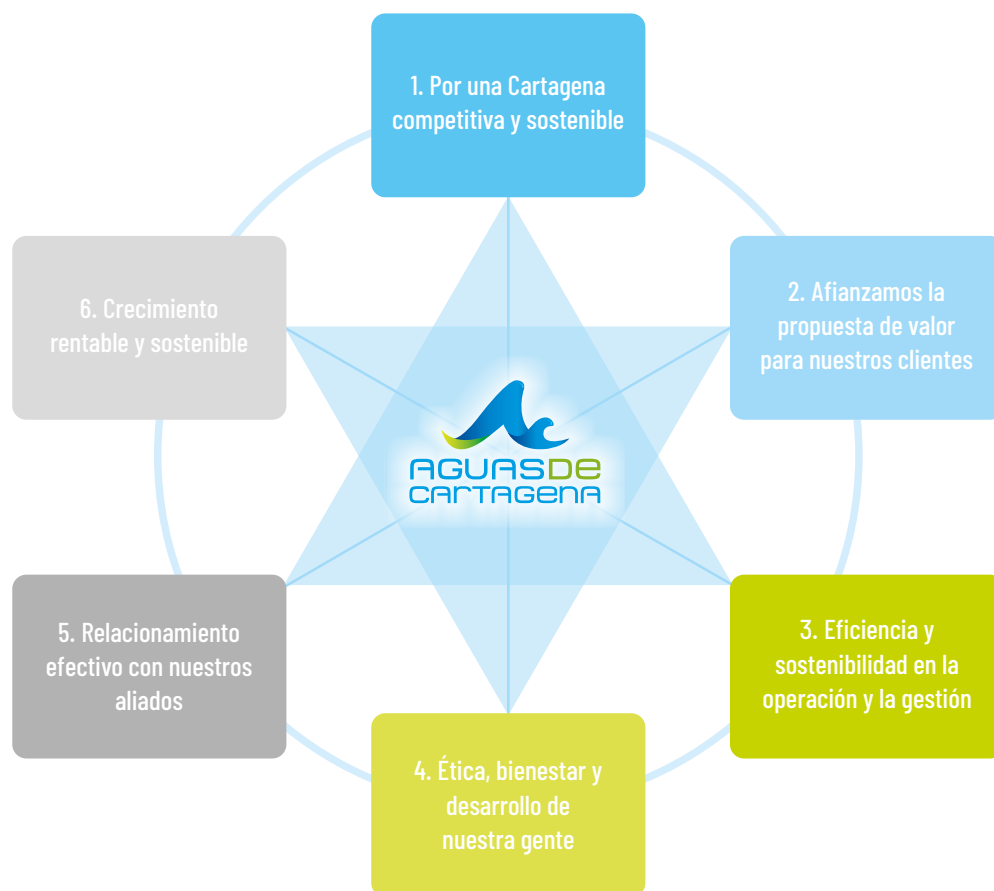 1. Por una Cartagena
competitiva y sostenible
2. Afianzamos la
propuesta de valor
para nuestros clientes
3. Eficiencia y
sostenibilidad en la
operación y la gestión
4. Ética, bienestar y
desarrollo de
nuestra gente
5. Relacionamiento
efectivo con nuestros
aliados
6. Crecimiento
rentable y sostenible
AGUAS DE
CARTAGENA